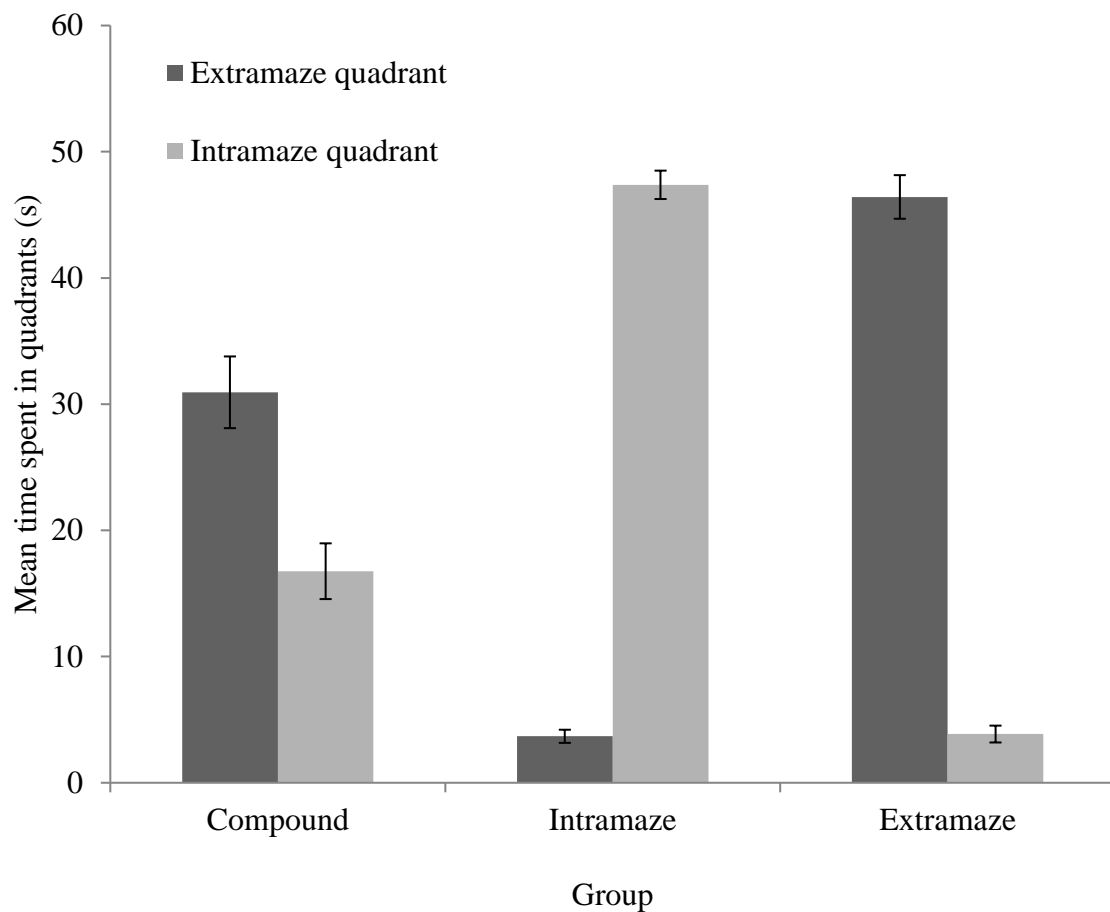 60
50
40
30
20
10
0
Mean time spent in quadrants (s)
Extramaze quadrant
Intramaze quadrant
Compound
Intramaze
Extramaze
Group